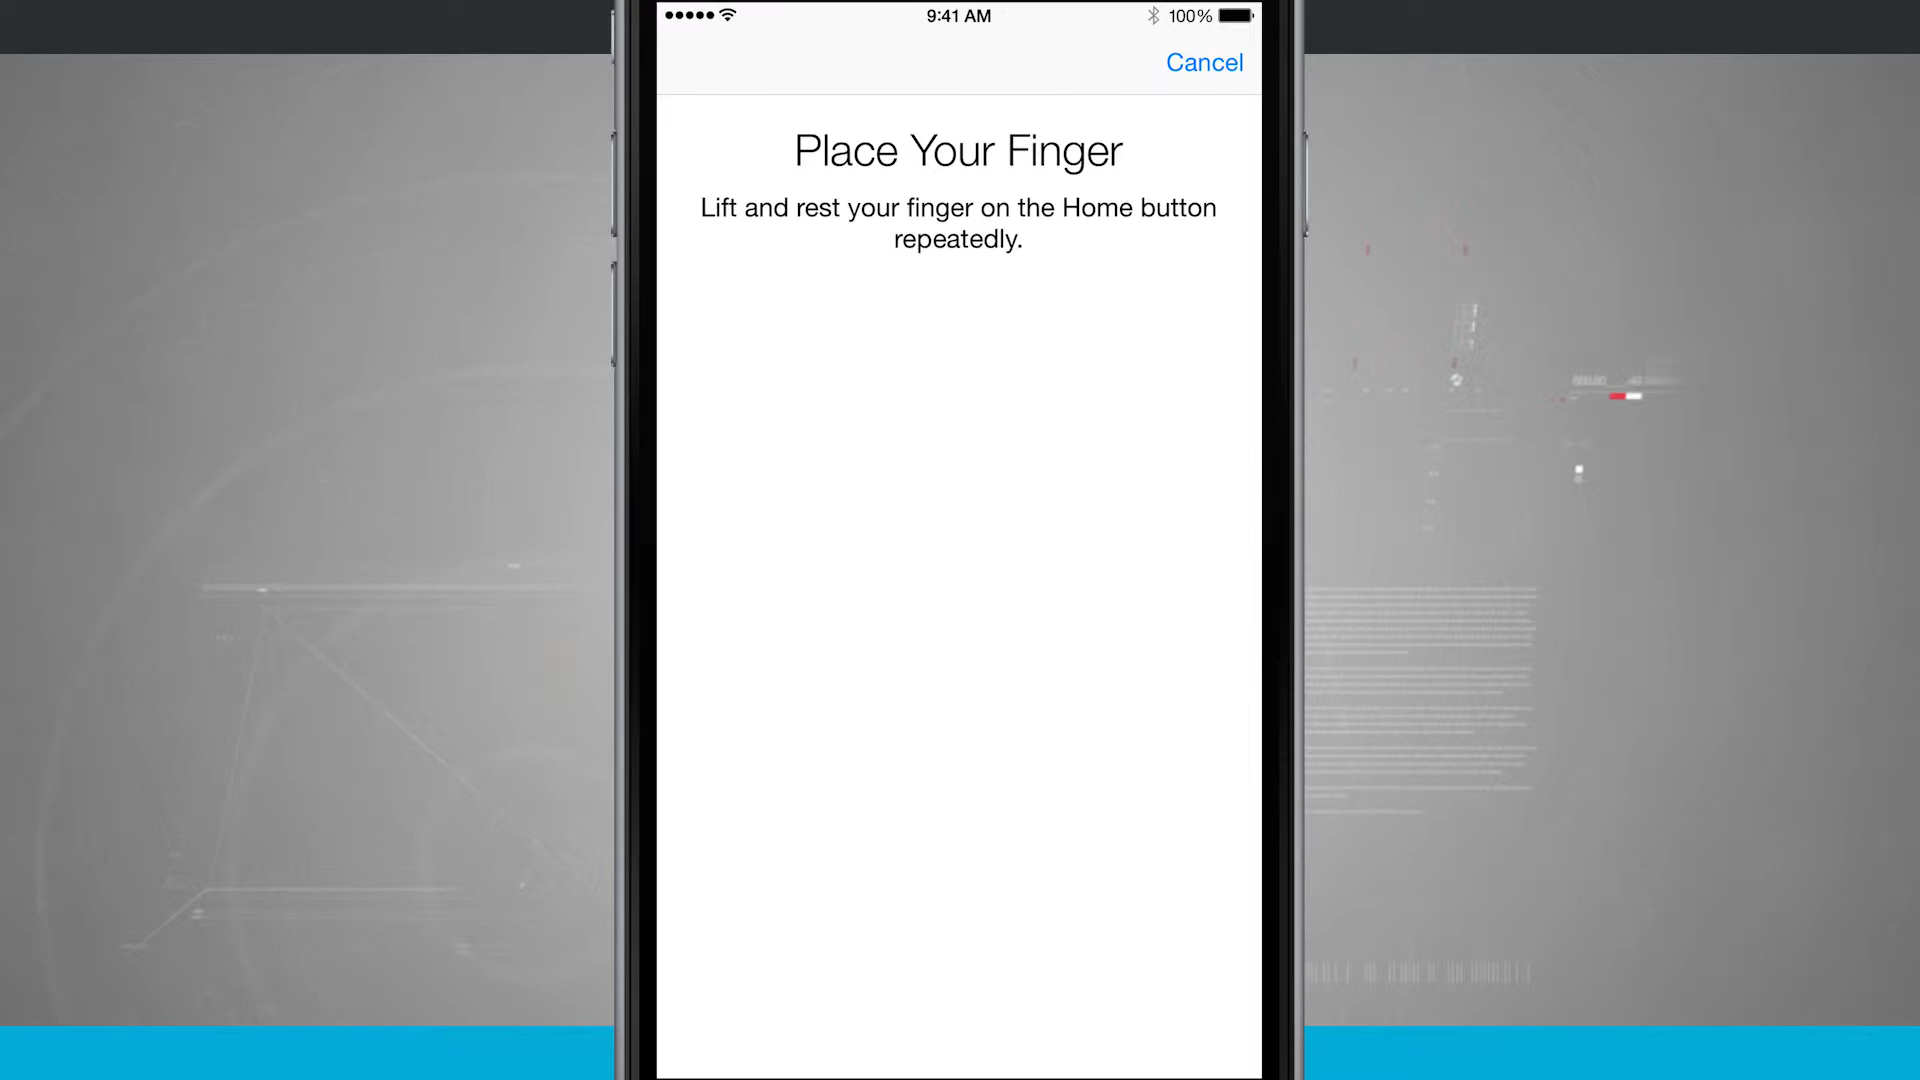 9:41 AM
100%
Cancel
Place Your Finger
Lift and rest your finger on the Home button
repeatedly.